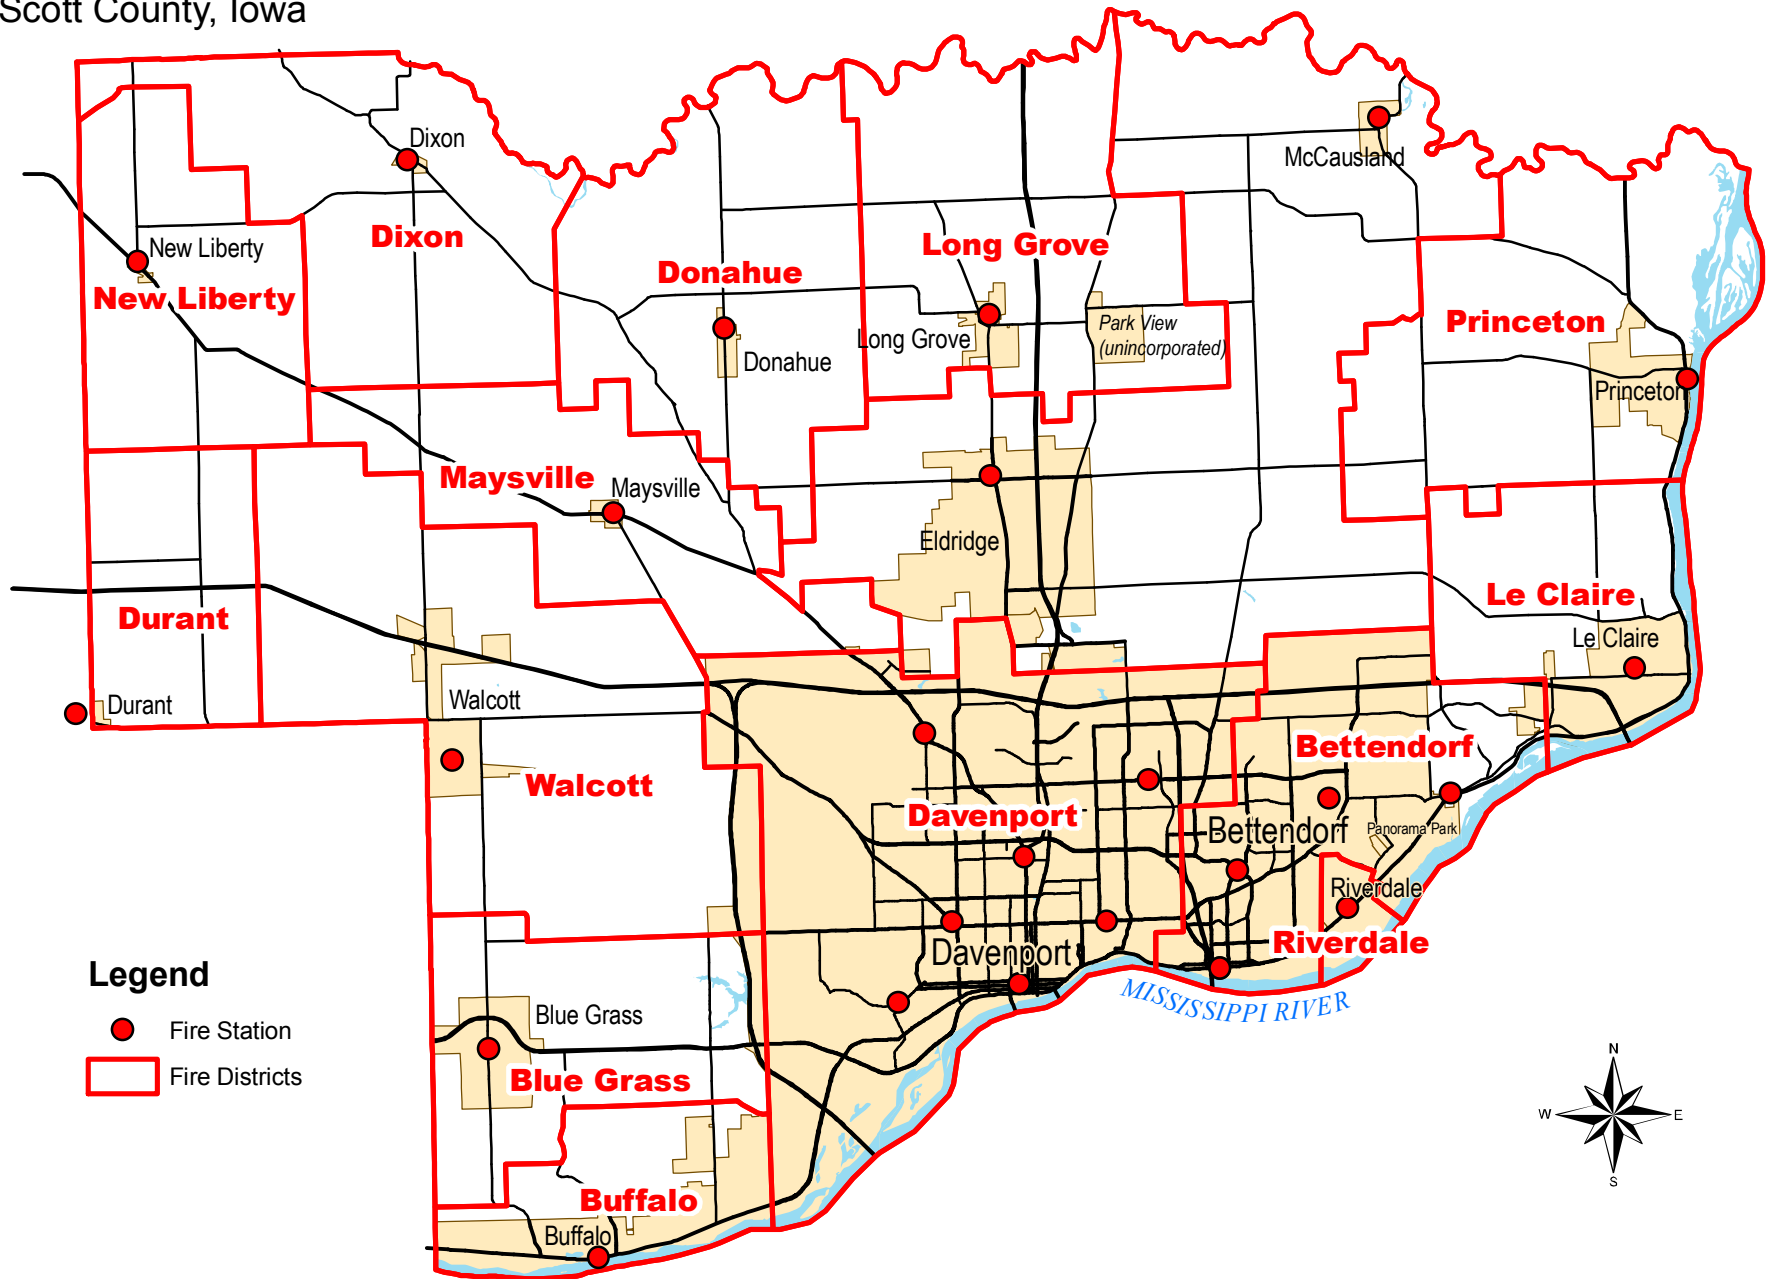 Scott County, Iowa
McCausland
Dixon
Dixon
New Liberty
Long Grove
Donahue
New Liberty
Princeton
Park View
(unincorporated)
Long Grove
Donahue
Princeton
Maysville
Maysville
Eldridge
Le Claire
Durant
Le Claire
Walcott
Durant
Bettendorf
Walcott
Davenport
Bettendorf
Panorama Park
Riverdale
Riverdale
Davenport
MISSISSIPPI RIVER
Legend
Fire Station
Fire Districts
Blue Grass
Blue Grass
Buffalo
Buffalo
N
W
E
S